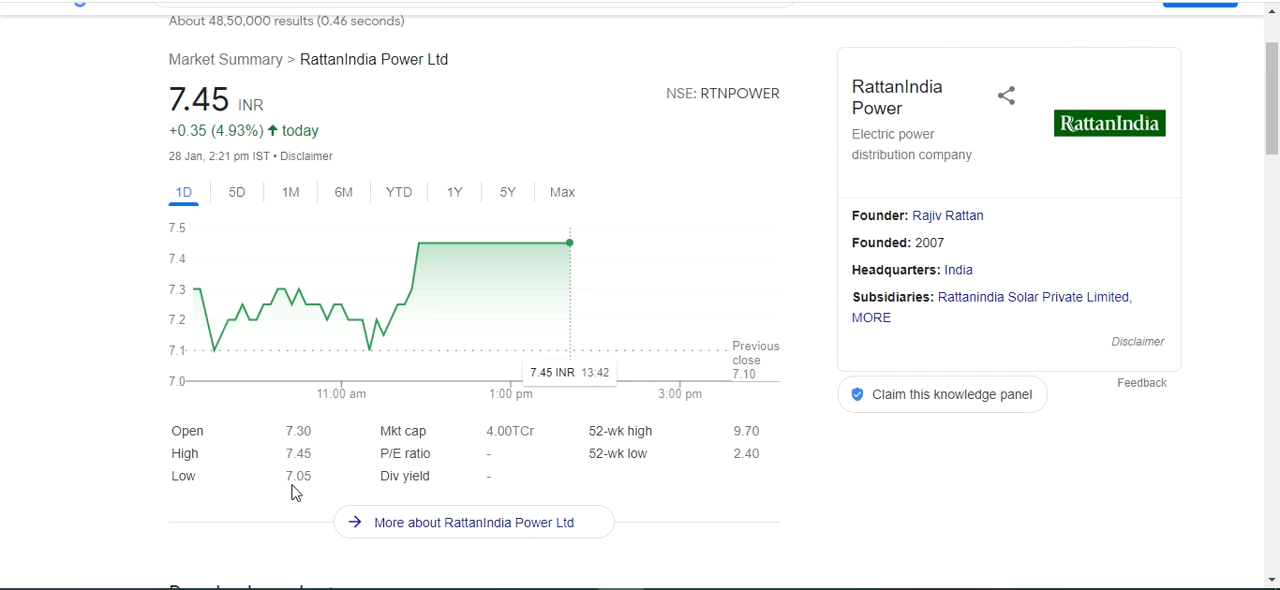 About 48,50,000 results (0.46 seconds)
Market Summary > RattanIndia Power Ltd
7.45 INR
NSE: RTNPOWER
+0.35 (4.93%) ↑ today
28 Jan, 2:21 pm IST • Disclaimer
1D 5D 1M 6M YTD 1Y 5Y Max
7.5
7.4
7.3
7.2
7.1
7.0
Previous
close
7.10
7.45 INR 13:42
11:00 am 1:00 pm 3:00 pm
Open 7.30 Mkt cap 4.00TCr 52-wk high 9.70
High 7.45 P/E ratio - 52-wk low 2.40
Low 7.05 Div yield -
→ More about RattanIndia Power Ltd
RattanIndia
Power
Electric power
distribution company
RattanIndia
Founder: Rajiv Rattan
Founded: 2007
Headquarters: India
Subsidiaries: Rattanindia Solar Private Limited,
MORE
Disclaimer
Claim this knowledge panel
Feedback